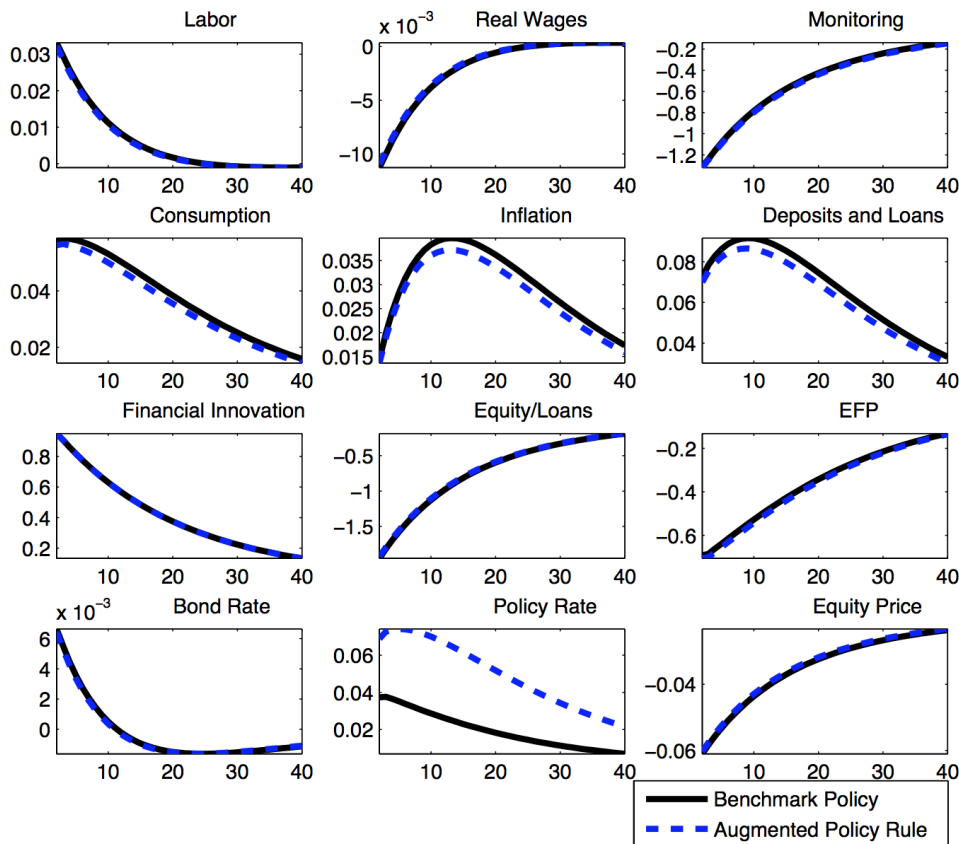 Labor
0.03
0.02
0.01
0
10 20 30 40
x 10⁻³ Real Wages
0
−5
−10
10 20 30 40
Monitoring
−0.2
−0.4
−0.6
−0.8
−1
−1.2
10 20 30 40
Consumption
0.04
0.02
10 20 30 40
Inflation
0.035
0.03
0.025
0.02
0.015
10 20 30 40
Deposits and Loans
0.08
0.06
0.04
10 20 30 40
Financial Innovation
0.8
0.6
0.4
0.2
10 20 30 40
Equity/Loans
−0.5
−1
−1.5
10 20 30 40
EFP
−0.2
−0.4
−0.6
10 20 30 40
x 10⁻³ Bond Rate
6
4
2
0
10 20 30 40
Policy Rate
0.06
0.04
0.02
10 20 30 40
Equity Price
−0.04
−0.06
10 20 30 40
Benchmark Policy
Augmented Policy Rule